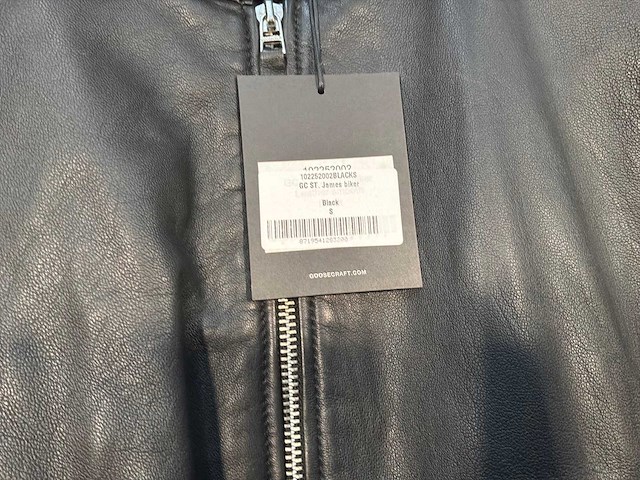 102252002
102252002BLACKS
GC ST. James biker
Black
S
GOOSECRAFT.COM